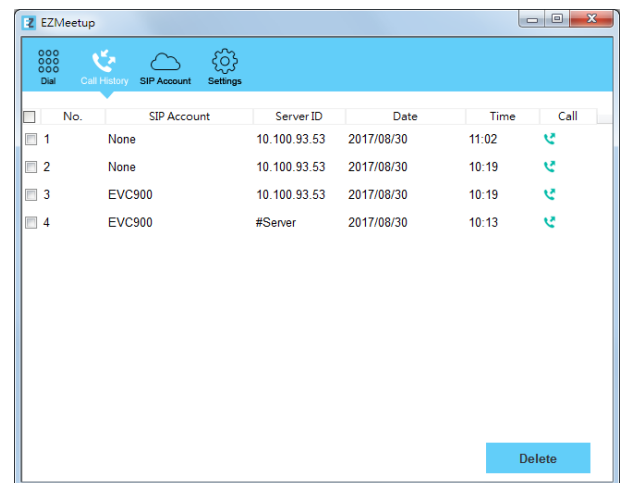 EZ EZMeetup
Dial Call History SIP Account Settings
No. SIP Account Server ID Date Time Call
1 None 10.100.93.53 2017/08/30 11:02
2 None 10.100.93.53 2017/08/30 10:19
3 EVC900 10.100.93.53 2017/08/30 10:19
4 EVC900 #Server 2017/08/30 10:13
Delete